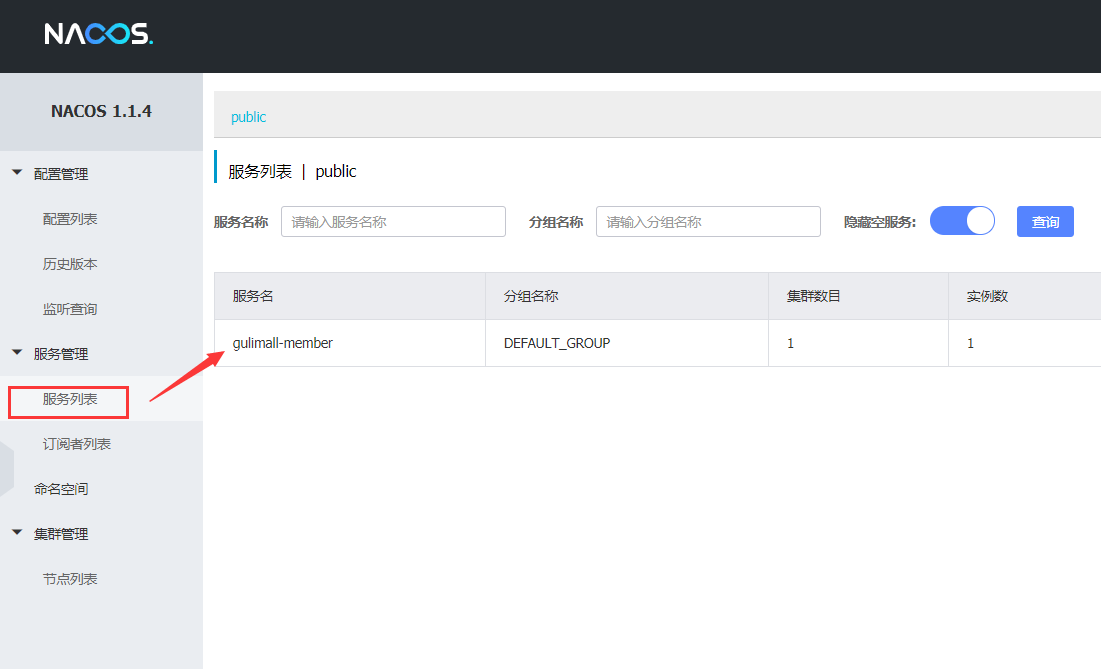 NACOS.
NACOS 1.1.4
配置管理
配置列表
历史版本
监听查询
服务管理
服务列表
订阅者列表
命名空间
集群管理
节点列表
public
服务列表 | public
服务名称 请输入服务名称 分组名称 请输入分组名称 隐藏空服务: 查询
服务名 分组名称 集群数目 实例数
gulimall-member DEFAULT_GROUP 1 1